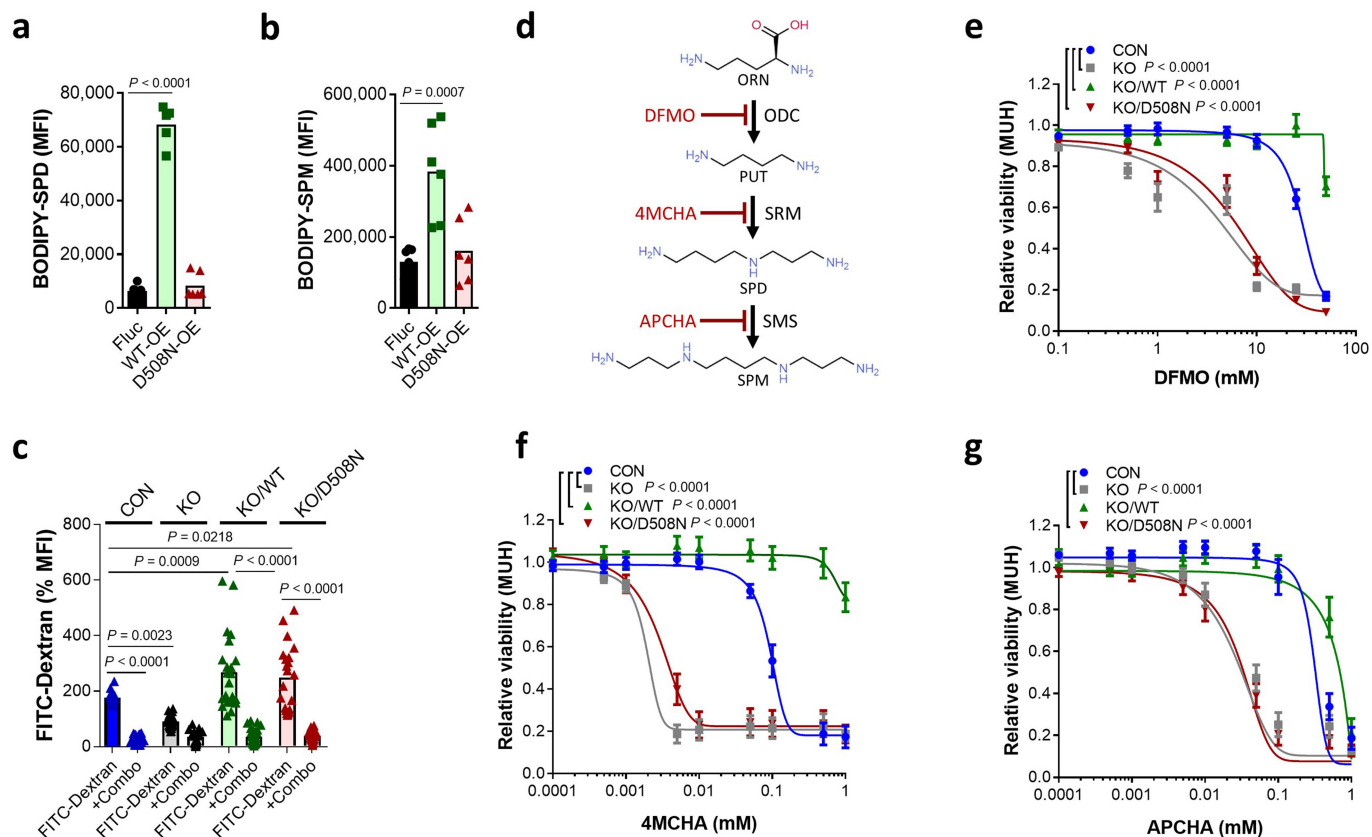 a
P < 0.0001
BODIPY-SPD (MFI)
80,000
60,000
40,000
20,000
0
Fluc
WT-OE
D508N-OE
b
P = 0.0007
BODIPY-SPM (MFI)
600,000
400,000
200,000
0
Fluc
WT-OE
D508N-OE
d
O
OH
H2N
NH2
ORN
DFMO
ODC
H2N
NH2
PUT
4MCHA
SRM
H2N
N
H
NH2
SPD
APCHA
SMS
H2N
H
N
N
H
NH2
SPM
e
CON
KO P < 0.0001
KO/WT P < 0.0001
KO/D508N P < 0.0001
Relative viability (MUH)
1.2
1.0
0.8
0.6
0.4
0.2
0.0
0.1
1
10
100
DFMO (mM)
c
CON
KO
KO/WT
KO/D508N
FITC-Dextran (% MFI)
800
600
400
200
0
P = 0.0218
P = 0.0009
P < 0.0001
P < 0.0001
P = 0.0023
P < 0.0001
FITC-Dextran
+Combo
FITC-Dextran
+Combo
FITC-Dextran
+Combo
FITC-Dextran
+Combo
f
CON
KO P < 0.0001
KO/WT P < 0.0001
KO/D508N P < 0.0001
Relative viability (MUH)
1.2
1.0
0.8
0.6
0.4
0.2
0.0
0.0001
0.001
0.01
0.1
1
4MCHA (mM)
g
CON
KO P < 0.0001
KO/WT
KO/D508N P < 0.0001
Relative viability (MUH)
1.2
1.0
0.8
0.6
0.4
0.2
0.0
0.0001
0.001
0.01
0.1
1
APCHA (mM)